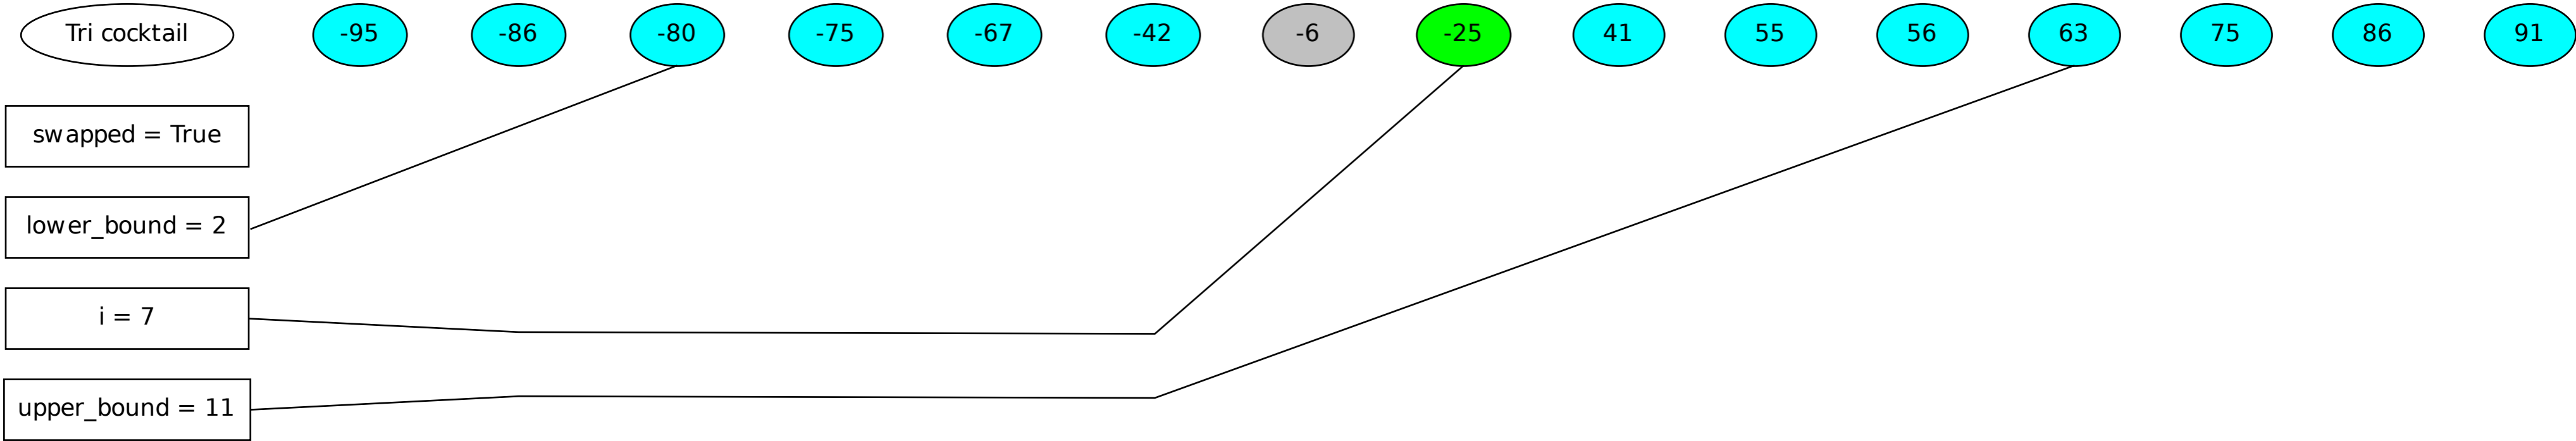 Tri cocktail -95 -86 -80 -75 -67 -42 -6 -25 41 55 56 63 75 86 91
swapped = True
lower_bound = 2
i = 7
upper_bound = 11